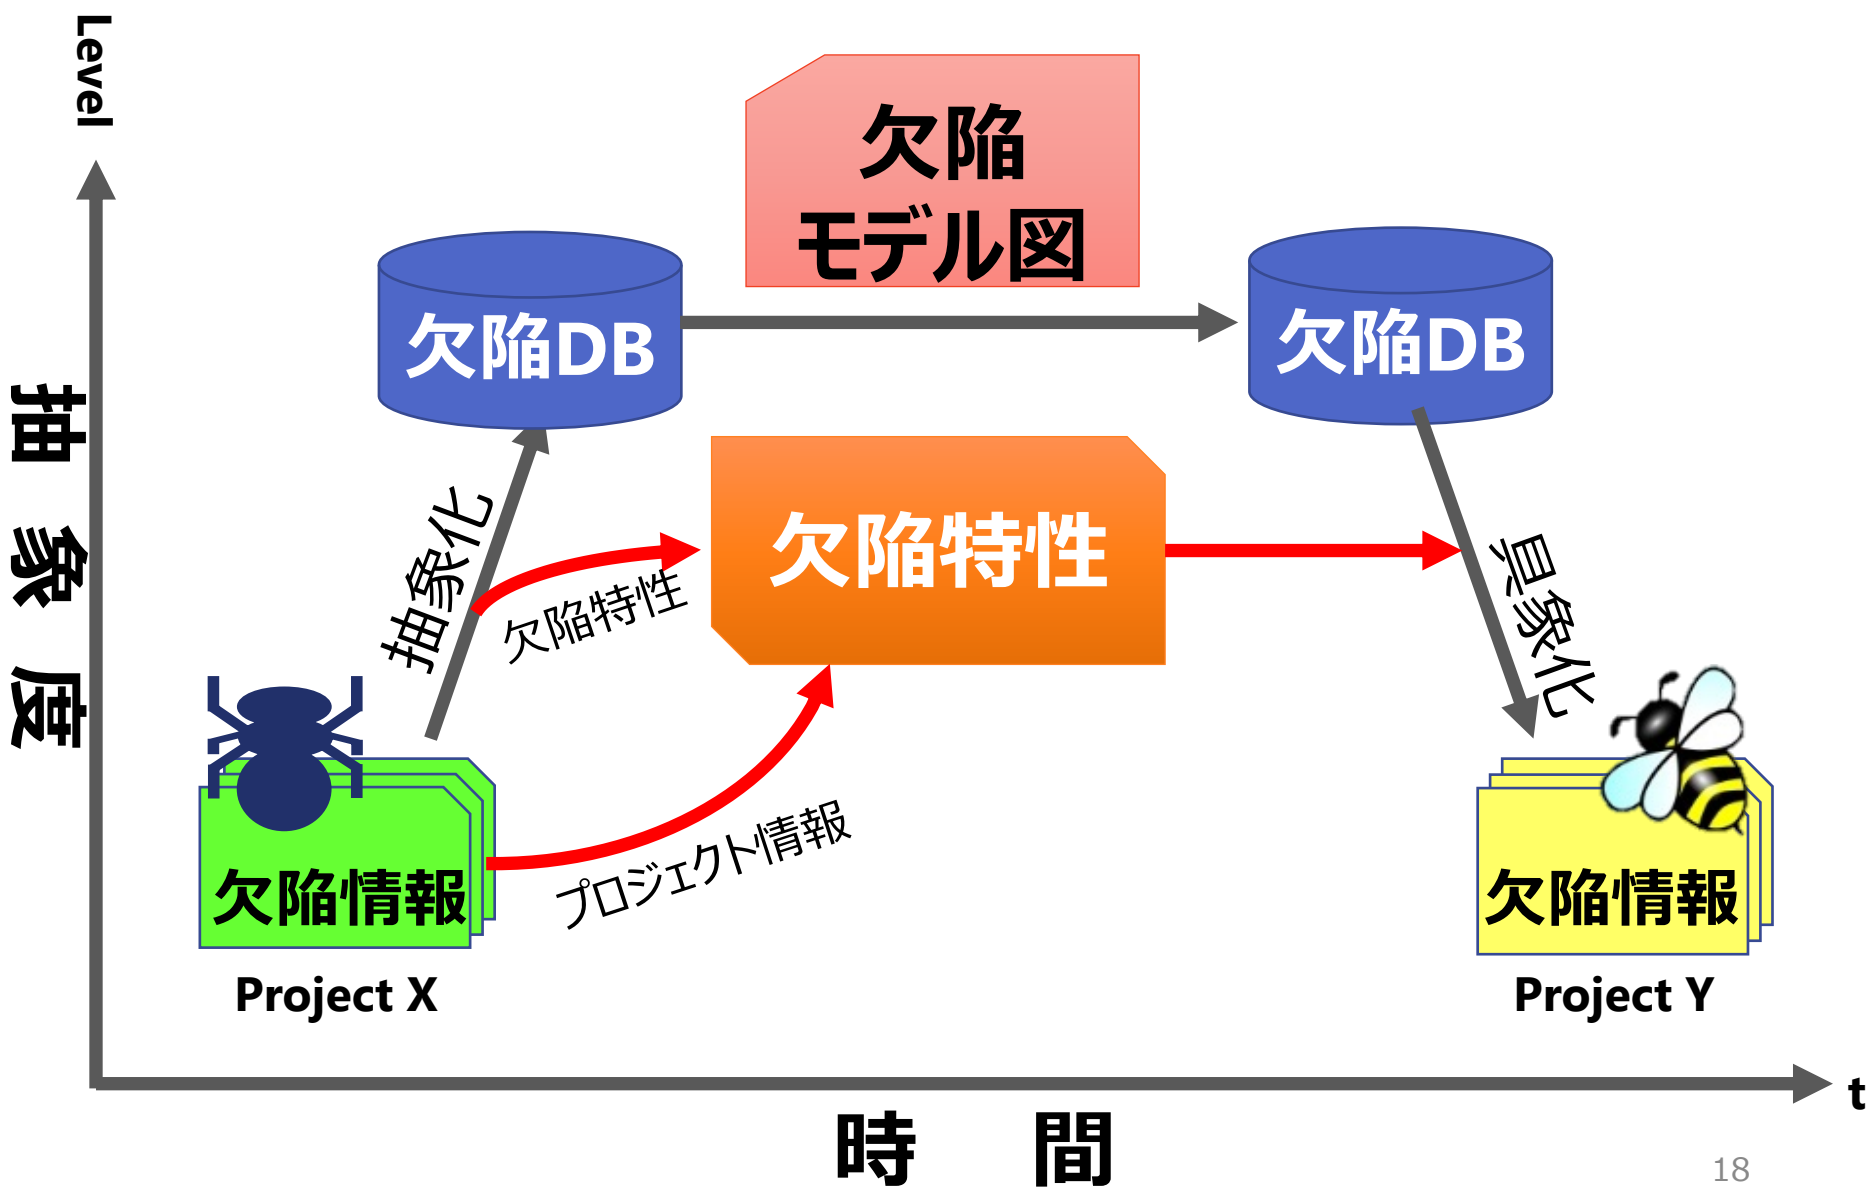 Level
欠陥
モデル図
欠陥DB
欠陥DB
抽象度
抽象化
欠陥特性
欠陥特性
具象化
プロジェクト情報
欠陥情報
欠陥情報
Project X
Project Y
t
時間
18